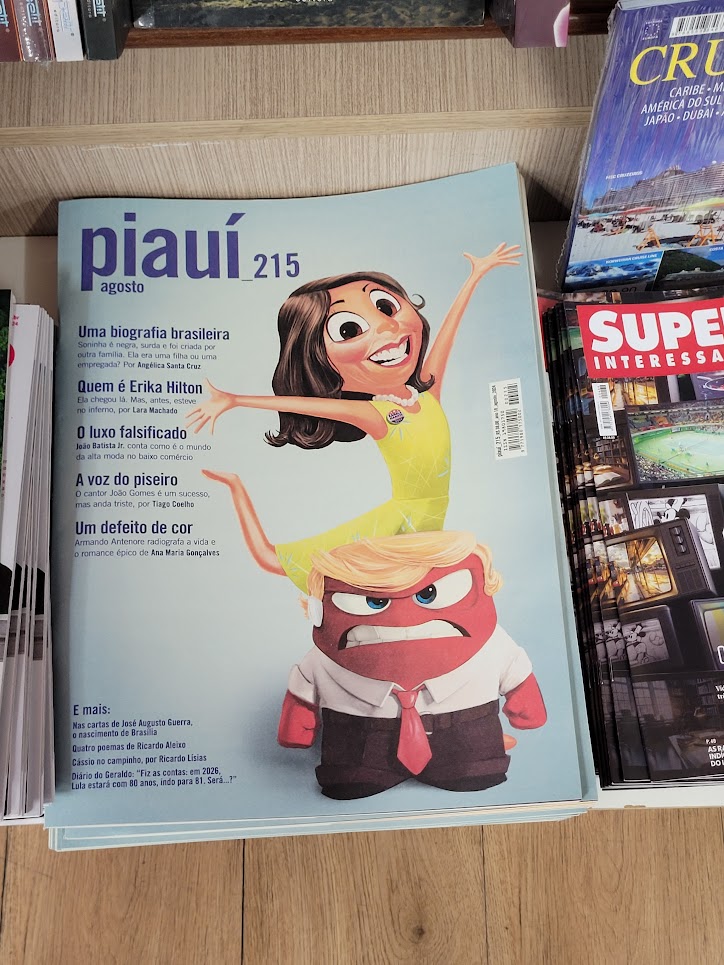 piauí_215
agosto
Uma biografia brasileira
Soninha é negra, surda e foi criada por
outra família. Ela era uma filha ou uma
empregada? Por Angélica Santa Cruz
Quem é Erika Hilton
Ela chegou lá. Mas, antes, esteve
no inferno, por Lara Machado
O luxo falsificado
João Batista Jr. conta como é o mundo
da alta moda no baixo comércio
A voz do piseiro
O cantor João Gomes é um sucesso,
mas anda triste, por Tiago Coelho
Um defeito de cor
Armando Antenore radiografa a vida e
o romance épico de Ana Maria Gonçalves
E mais:
Nas cartas de José Augusto Guerra,
o nascimento de Brasília
Quatro poemas de Ricardo Aleixo
Cássio no campinho, por Ricardo Lísias
Diário do Geraldo: "Fiz as contas: em 2026,
Lula estará com 80 anos, indo para 81. Será...?"
CRU
CARIBE • M
AMÉRICA DO SUL
JAPÃO • DUBAI •
SUPE
INTERESSA
P. 60
AS RA
INDÍ
DO